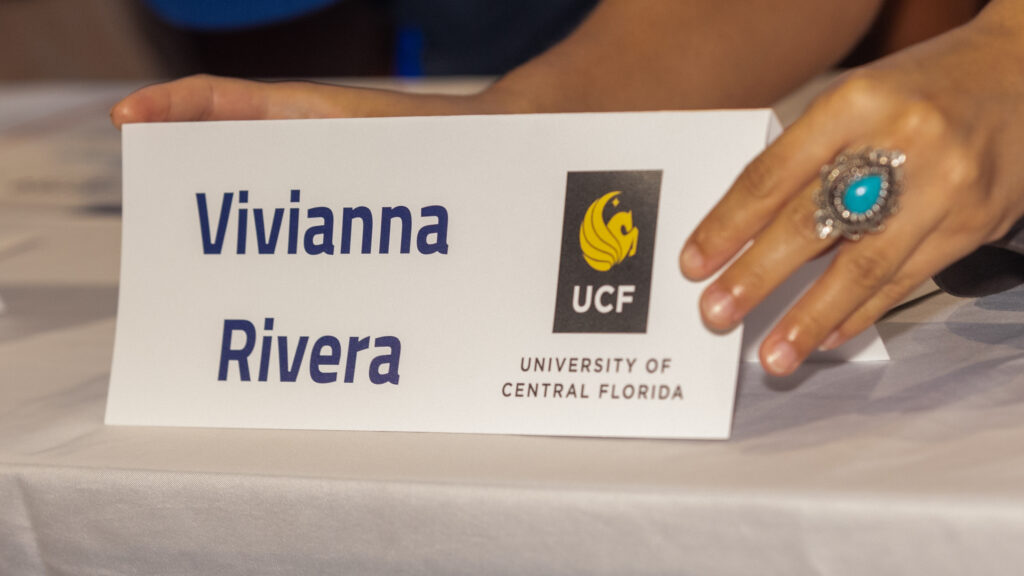 Vivianna
Rivera
UCF
UNIVERSITY OF
CENTRAL FLORIDA